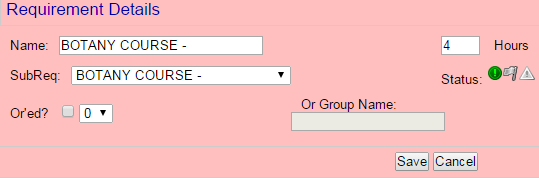 Requirement Details
Name: BOTANY COURSE - 4 Hours
SubReq: BOTANY COURSE - Status:
Or'ed? 0 Or Group Name:
Save Cancel